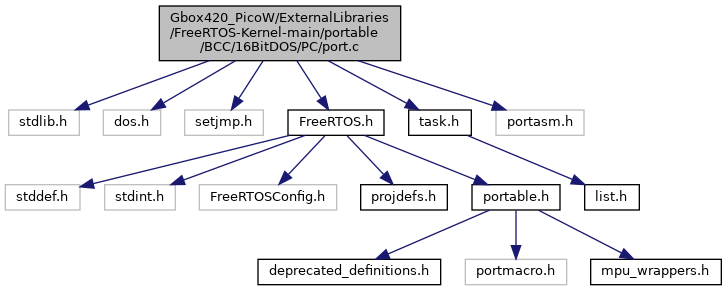 Gbox420_PicoW/ExternalLibraries
/FreeRTOS-Kernel-main/portable
/BCC/16BitDOS/PC/port.c
stdlib.h
dos.h
setjmp.h
FreeRTOS.h
task.h
portasm.h
stddef.h
stdint.h
FreeRTOSConfig.h
projdefs.h
portable.h
list.h
deprecated_definitions.h
portmacro.h
mpu_wrappers.h